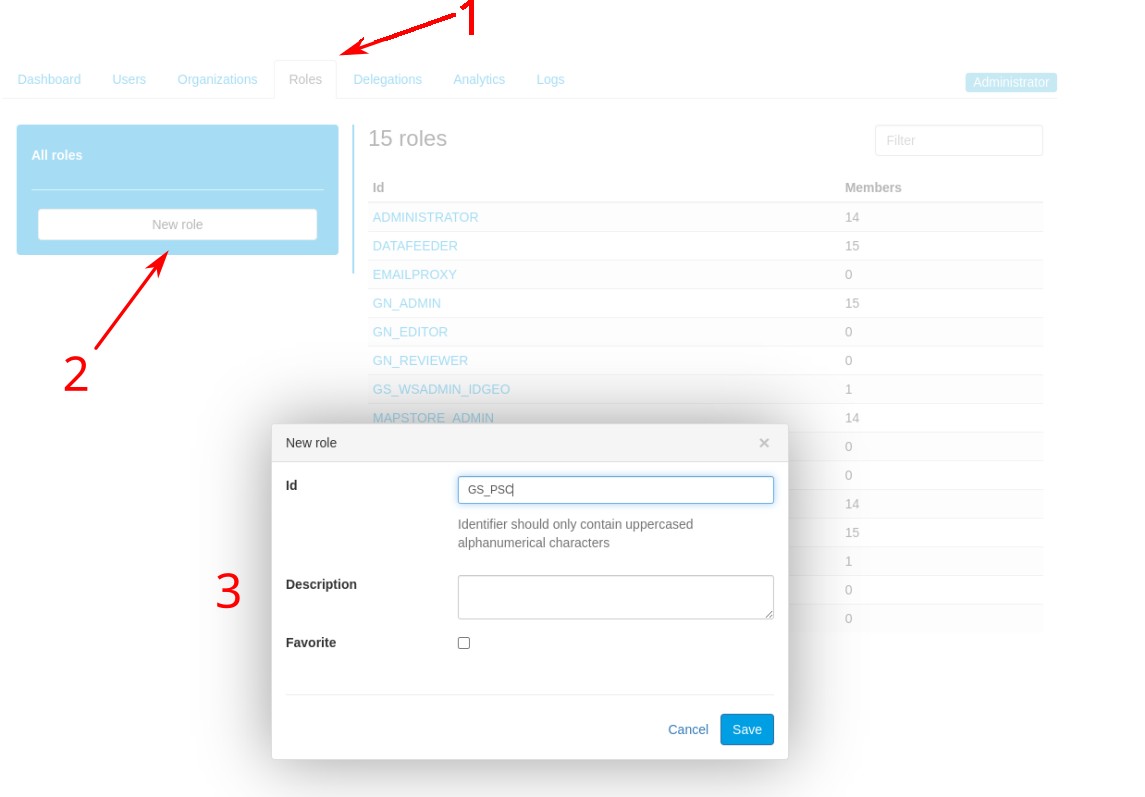 1
Dashboard Users Organizations Roles Delegations Analytics Logs Administrator
All roles
New role
2
15 roles
Filter
Id Members
ADMINISTRATOR 14
DATAFEEDER 15
EMAILPROXY 0
GN_ADMIN 15
GN_EDITOR 0
GN_REVIEWER 0
GS_WSADMIN_IDGEO 1
MAPSTORE_ADMIN 14
0
0
14
15
1
0
0
3
New role ×
Id GS_PSC
Identifier should only contain uppercased
alphanumerical characters
Description
Favorite
Cancel Save